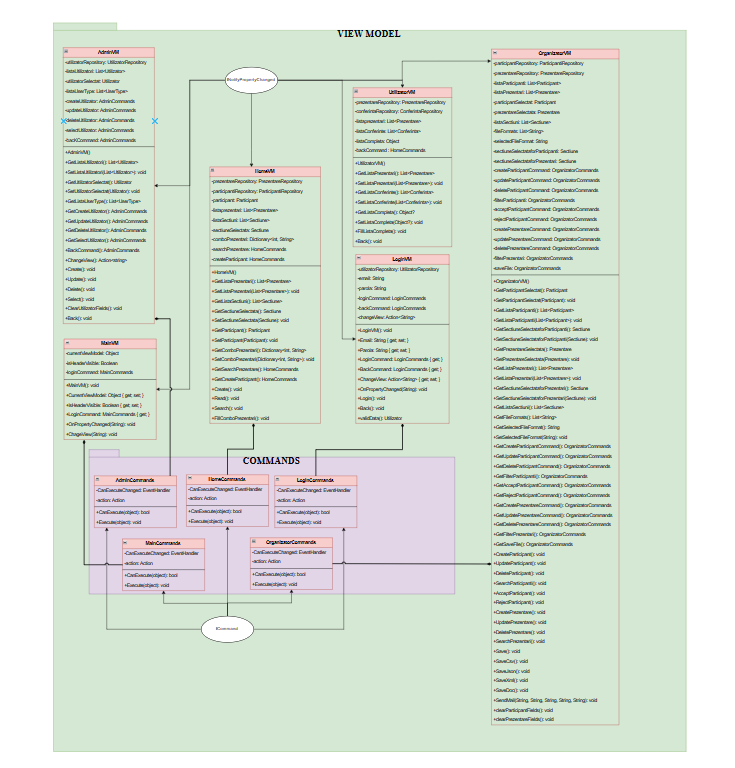 VIEW MODEL
AdminVM
-utilizatorRepository: UtilizatorRepository
-listaUtilizatori: List<Utilizator>
-utilizatorSelectat: Utilizator
-listaUserType: List<UserType>
-createUtilizator: AdminCommands
-updateUtilizator: AdminCommands
-deleteUtilizator: AdminCommands
-selectUtilizator: AdminCommands
-backCommand: AdminCommands
+AdminVM()
+GetListaUtilizatori(): List<Utilizator>
+SetListaUtilizatori(List<Utilizator>): void
+GetUtilizatorSelectat(): Utilizator
+SetUtilizatorSelectat(Utilizator): void
+GetListaUserType(): List<UserType>
+GetCreateUtilizator(): AdminCommands
+GetUpdateUtilizator(): AdminCommands
+GetDeleteUtilizator(): AdminCommands
+GetSelectUtilizator(): AdminCommands
+BackCommand(): AdminCommands
+ChangeView(): Action<string>
+Create(): void
+Update(): void
+Delete(): void
+Select(): void
+ClearUtilizatorFields(): void
+Back(): void
MainVM
-currentViewModel: Object
-isHeaderVisible: Boolean
-loginCommand: MainCommands
+MainVM(): void
+CurrentViewModel: Object { get; set; }
+IsHeaderVisible: Boolean { get; set; }
+LoginCommand: MainCommands { get; }
+OnPropertyChanged(String): void
+ChageView(String): void
INotifyPropertyChanged
HomeVM
-prezentareRepository: PrezentareRepository
-participantRepository: ParticipantRepository
-participant: Participant
-listaprezentari: List<Prezentare>
-listaSectiuni: List<Sectiune>
-sectiuneSelectata: Sectiune
-comboPrezentari: Dictionary<int, String>
-searchPrezentare: HomeCommands
-createParticipant: HomeCommands
+HomeVM()
+GetListaPrezentari(): List<Prezentare>
+SetListaPrezentari(List<Prezentare>): void
+GetListaSectiuni(): List<Sectiune>
+GetSectiuneSelectata(): Sectiune
+SetSectiuneSelectata(Sectiune): void
+GetParticipant(): Participant
+SetParticipant(Participant): void
+GetComboPrezentari(): Dictionary<int, String>
+SetComboPrezentari(Dictionary<int, String>): void
+GetSearchPrezentare(): HomeCommands
+GetCreateParticipant(): HomeCommands
+Create(): void
+Read(): void
+Search(): void
+FillComboPrezentari(): void
UtilizatorVM
-prezentareRepository: PrezentareRepository
-conferintaRepository: ConferintaRepository
-listaprezentari: List<Prezentare>
-listaConferinte: List<Conferinta>
-listaCompleta: Object
-backCommand : HomeCommands
+UtilizatorVM()
+GetListaPrezentari(): List<Prezentare>
+SetListaPrezentari(List<Prezentare>): void
+GetListaConferinte(): List<Conferinta>
+SetListaConferinte(List<Conferinta>): void
+GetListaCompleta(): Object?
+SetListaCompleta(Object?): void
+FillListaCompleta(): void
+Back(): void
LoginVM
-utilizatorRepository: UtilizatorRepository
-email: String
-parola: String
-loginCommand: LoginCommands
-backCommand: LoginCommands
-changeView: Action<String>
+LoginVM(): void
+Email: String { get; set; }
+Parola: String { get; set; }
+LoginCommand: LoginCommands { get; }
+BackCommand: LoginCommands { get; }
+ChangeView: Action<String> { get; set; }
+OnPropertyChanged(String): void
+Login(): void
+Back(): void
+validData(): Utilizator
OrganizatorVM
-participantRepository: ParticipantRepository
-prezentareRepository: PrezentareRepository
-listaParticipanti: List<Participant>
-listaPrezentari: List<Prezentare>
-participantSelectat: Participant
-prezentareSelectata: Prezentare
-listaSectiuni: List<Sectiune>
-fileFormats: List<String>
-selectedFileFormat: String
-sectiuneSelectataforParticipanti: Sectiune
-sectiuneSelectataforPrezentari: Sectiune
-createParticipantCommand: OrganizatorCommands
-updateParticipantCommand: OrganizatorCommands
-deleteParticipantCommand: OrganizatorCommands
-filterParticipanti: OrganizatorCommands
-acceptParticipantCommand: OrganizatorCommands
-rejectParticipantCommand: OrganizatorCommands
-createPrezentareCommand: OrganizatorCommands
-updatePrezentareCommand: OrganizatorCommands
-deletePrezentareCommand: OrganizatorCommands
-filterPrezentari: OrganizatorCommands
-saveFile: OrganizatorCommands
+OrganizatorVM()
+GetParticipantSelectat(): Participant
+SetParticipantSelectat(Participant): void
+GetListaParticipanti(): List<Participant>
+SetListaParticipanti(List<Participant>): void
+GetSectiuneSelectataforParticipanti(): Sectiune
+SetSectiuneSelectataforParticipanti(Sectiune): void
+GetPrezentareSelectata(): Prezentare
+SetPrezentareSelectata(Prezentare): void
+GetListaPrezentari(): List<Prezentare>
+SetListaPrezentari(List<Prezentare>): void
+GetSectiuneSelectataforPrezentari(): Sectiune
+SetSectiuneSelectataforPrezentari(Sectiune): void
+GetListaSectiuni(): List<Sectiune>
+GetFileFormats(): List<String>
+GetSelectedFileFormat(): String
+SetSelectedFileFormat(String): void
+GetCreateParticipantCommand(): OrganizatorCommands
+GetUpdateParticipantCommand(): OrganizatorCommands
+GetDeleteParticipantCommand(): OrganizatorCommands
+GetFilterParticipanti(): OrganizatorCommands
+GetAcceptParticipantCommand(): OrganizatorCommands
+GetRejectParticipantCommand(): OrganizatorCommands
+GetCreatePrezentareCommand(): OrganizatorCommands
+GetUpdatePrezentareCommand(): OrganizatorCommands
+GetDeletePrezentareCommand(): OrganizatorCommands
+GetFilterPrezentari(): OrganizatorCommands
+GetSaveFile(): OrganizatorCommands
+CreateParticipant(): void
+UpdateParticipant(): void
+DeleteParticipant(): void
+SearchParticipanti(): void
+AcceptParticipant(): void
+RejectParticipant(): void
+CreatePrezentare(): void
+UpdatePrezentare(): void
+DeletePrezentare(): void
+SearchPrezentari(): void
+Save(): void
+SaveCsv(): void
+SaveJson(): void
+SaveXml(): void
+SaveDoc(): void
+SendMail(String, String, String, String, String): void
+clearParticipantFields(): void
+clearPrezentareFields(): void
COMMANDS
AdminCommands
-CanExecuteChanged: EventHandler
-action: Action
+CanExecute(object): bool
+Execute(object): void
HomeCommands
-CanExecuteChanged: EventHandler
-action: Action
+CanExecute(object): bool
+Execute(object): void
LoginCommands
-CanExecuteChanged: EventHandler
-action: Action
+CanExecute(object): bool
+Execute(object): void
MainCommands
-CanExecuteChanged: EventHandler
-action: Action
+CanExecute(object): bool
+Execute(object): void
OrganizatorCommands
-CanExecuteChanged: EventHandler
-action: Action
+CanExecute(object): bool
+Execute(object): void
ICommand